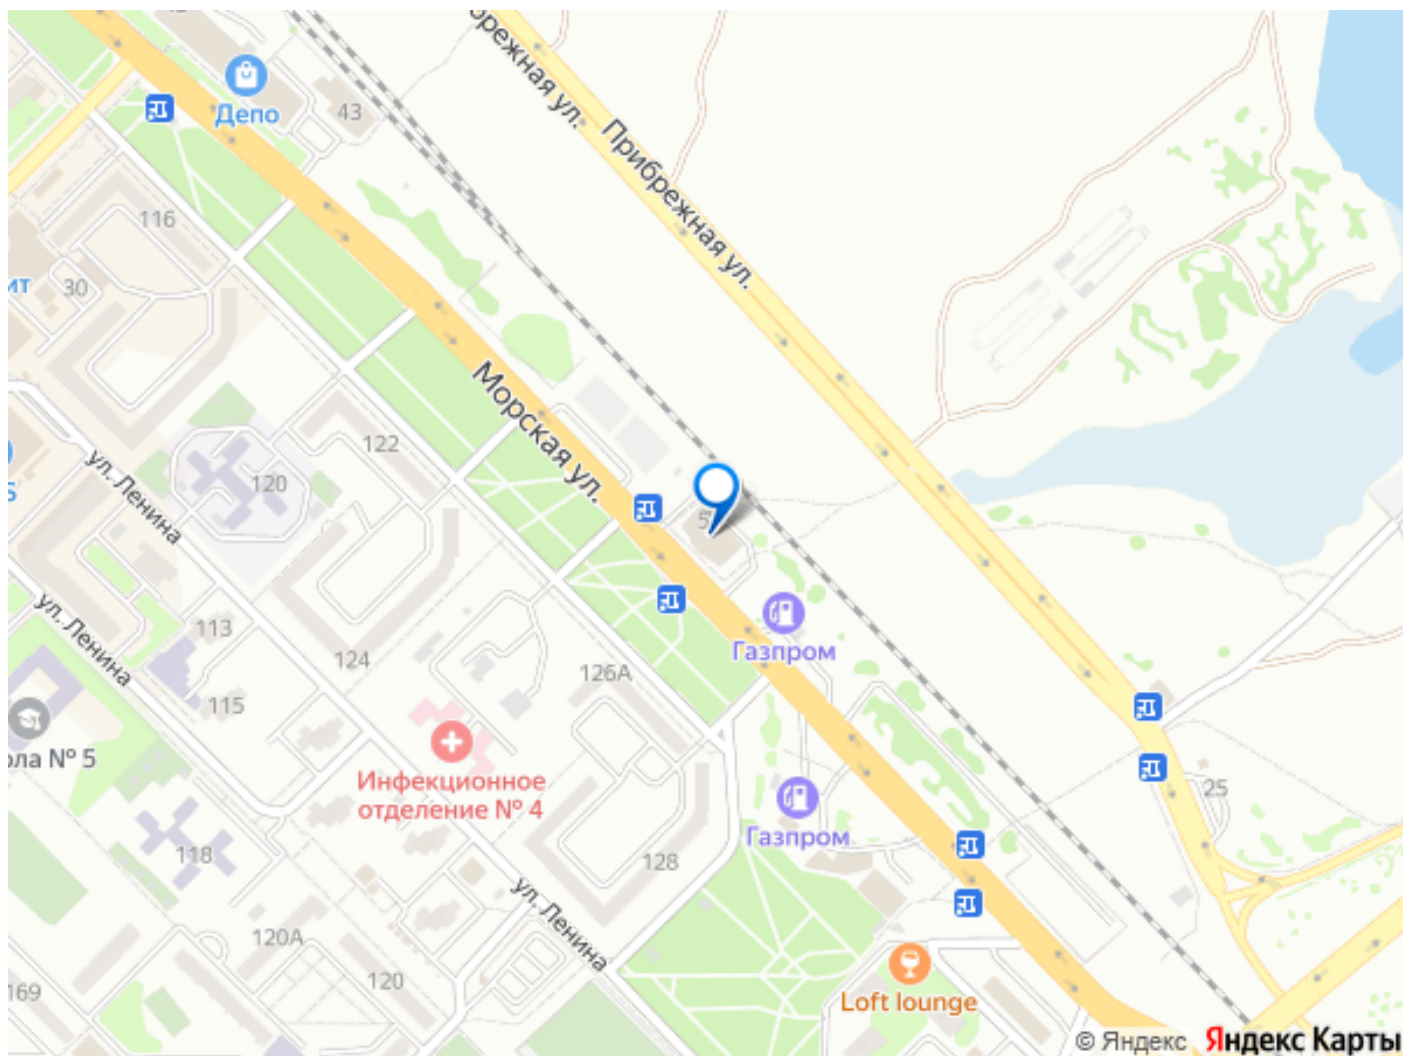 Депо
43
брежная ул.
Прибрежная ул.
116
30
ит
Морская ул.
122
120
ул. Ленина
S
5
113
ул. Ленина
124
115
126А
Газпром
ола № 5
Инфекционное
отделение № 4
25
Газпром
118
128
ул. Ленина
120А
120
169
Loft lounge
© Яндекс Яндекс Карты